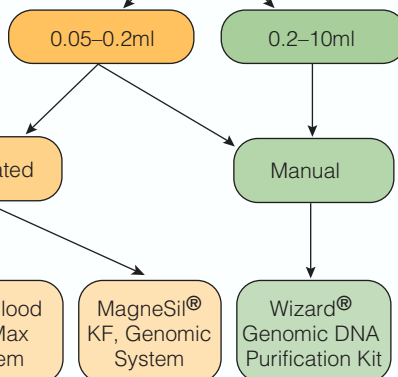 0.05–0.2ml
0.2–10ml
Manual
MagneSil®
KF, Genomic
System
Wizard®
Genomic DNA
Purification Kit